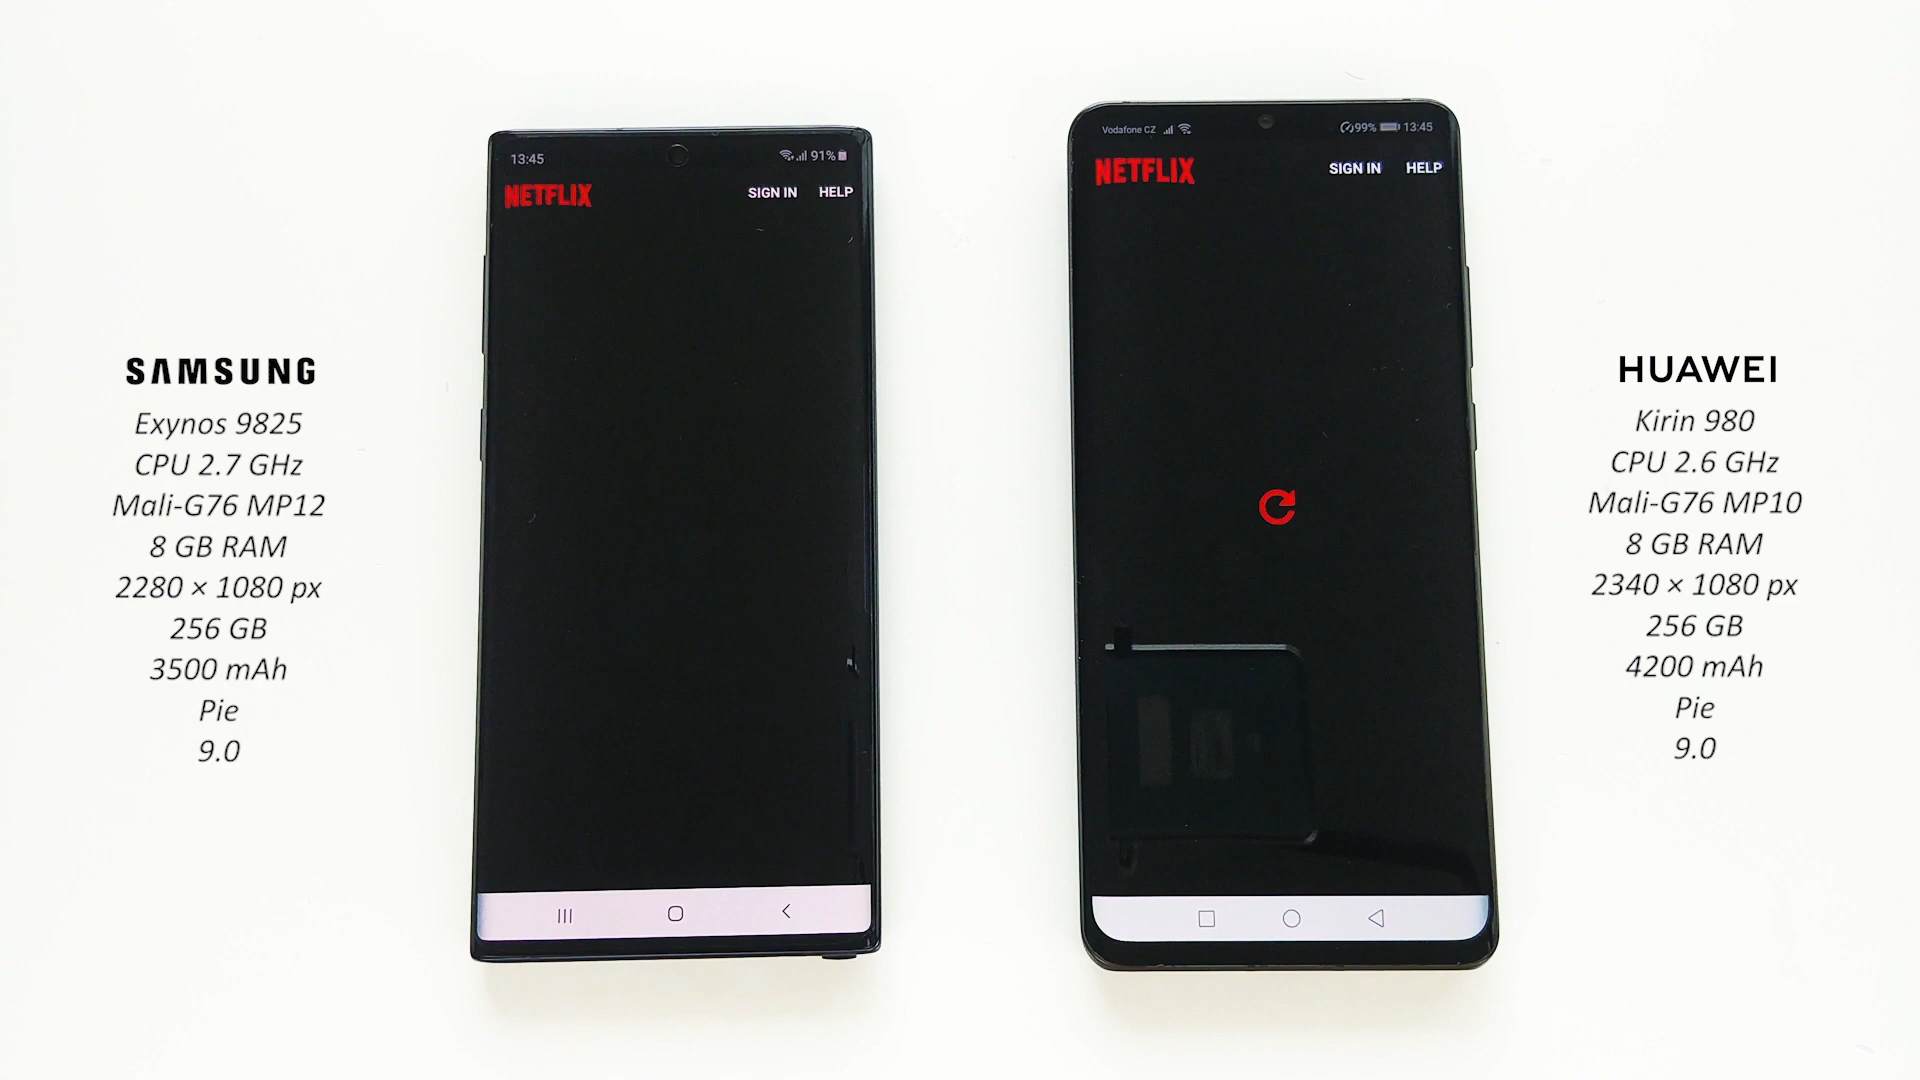 SAMSUNG
Exynos 9825
CPU 2.7 GHz
Mali-G76 MP12
8 GB RAM
2280 × 1080 px
256 GB
3500 mAh
Pie
9.0
13:45
91%
NETFLIX
SIGN IN HELP
Vodafone CZ
99% 13:45
NETFLIX
SIGN IN HELP
HUAWEI
Kirin 980
CPU 2.6 GHz
Mali-G76 MP10
8 GB RAM
2340 × 1080 px
256 GB
4200 mAh
Pie
9.0